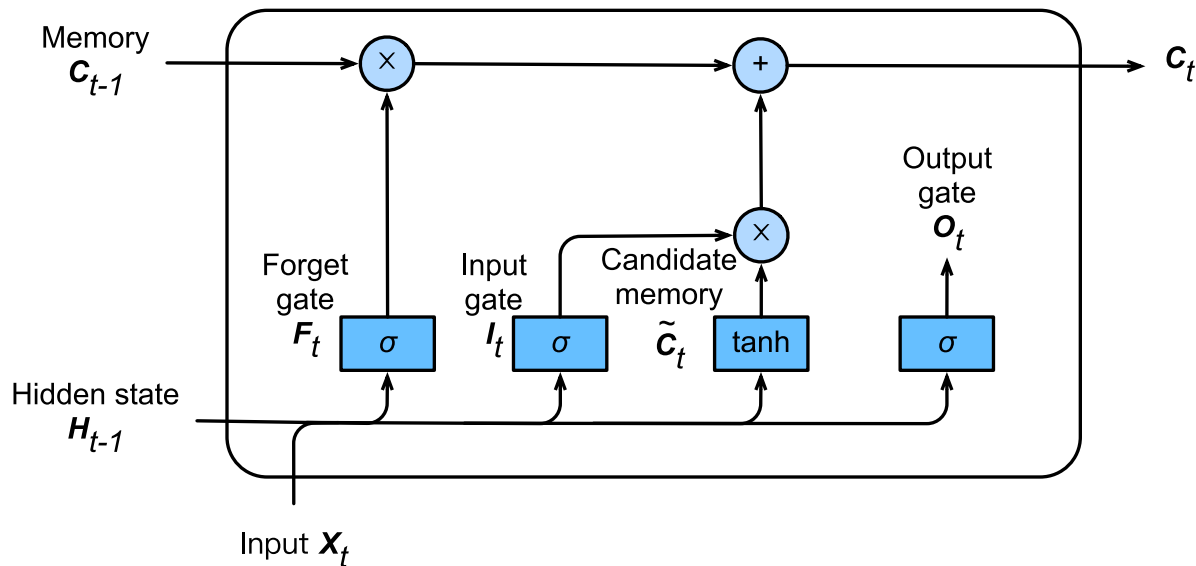 Memory
C_{t-1}
×
+
C_t
Output
gate
O_t
×
Forget
gate
F_t
σ
Input
gate
I_t
σ
Candidate
memory
C̃_t
tanh
σ
Hidden state
H_{t-1}
Input X_t